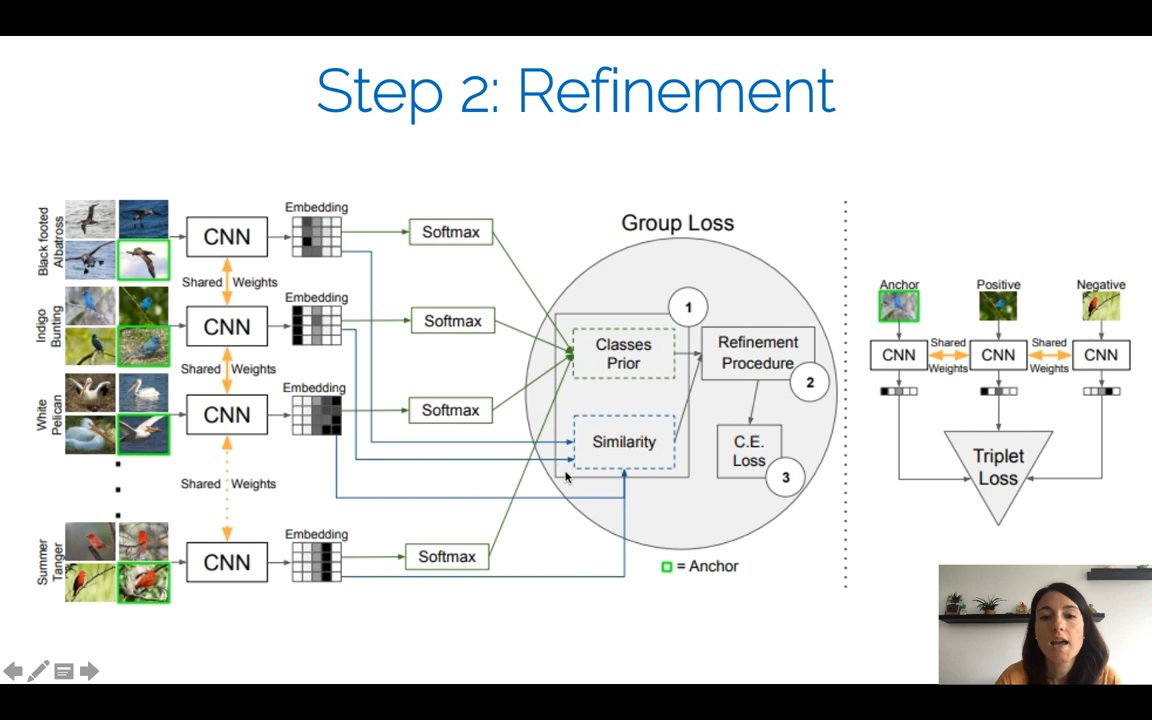 Step 2: Refinement
Black footed
Albatross
CNN
Embedding
Softmax
Shared Weights
Indigo
Bunting
CNN
Embedding
Softmax
Shared Weights
White
Pelican
CNN
Embedding
Softmax
Shared Weights
Summer
Tanger
CNN
Embedding
Softmax
Group Loss
1
Classes
Prior
Refinement
Procedure
2
Similarity
C.E.
Loss
3
= Anchor
Anchor
Positive
Negative
CNN
Shared
Weights
CNN
Shared
Weights
CNN
Triplet
Loss